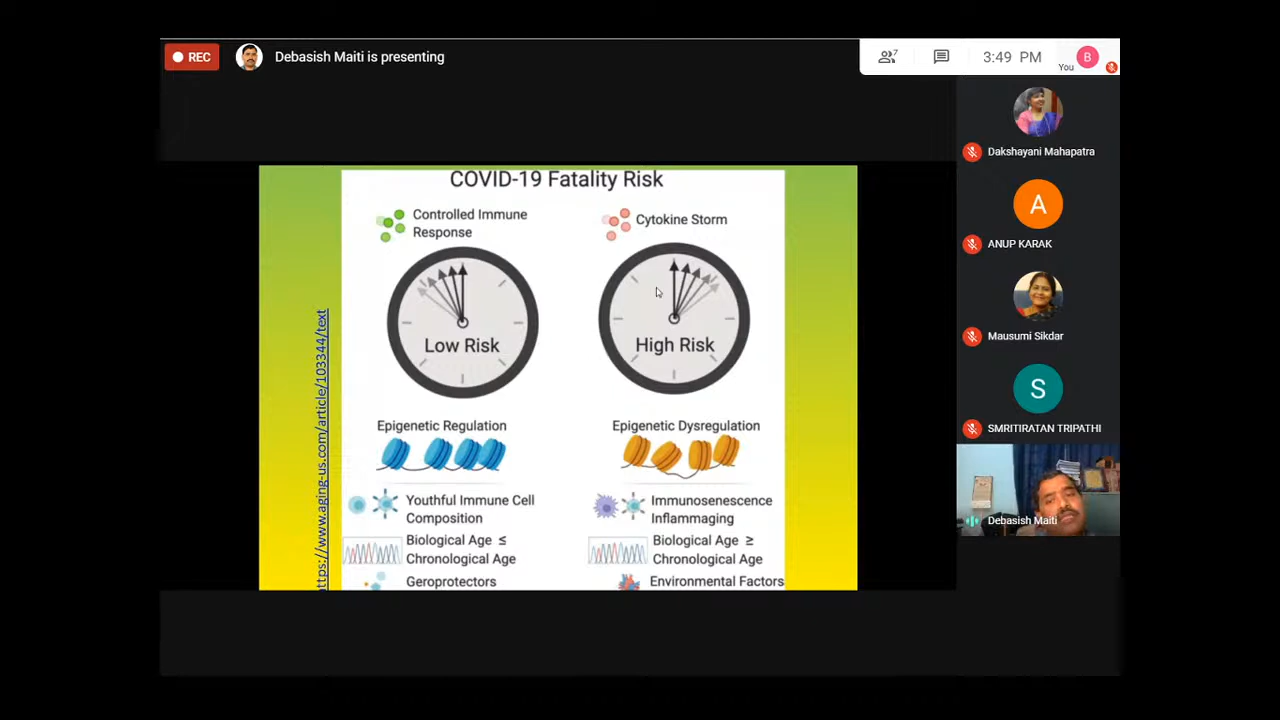 REC
Debasish Maiti is presenting
7
3:49 PM
You
B
Dakshayani Mahapatra
A
ANUP KARAK
Mausumi Sikdar
S
SMRITIRATAN TRIPATHI
Debasish Maiti
COVID-19 Fatality Risk
Controlled Immune
Response
Low Risk
Epigenetic Regulation
Youthful Immune Cell
Composition
Biological Age ≤
Chronological Age
Geroprotectors
Cytokine Storm
High Risk
Epigenetic Dysregulation
Immunosenescence
Inflammaging
Biological Age ≥
Chronological Age
Environmental Factors
https://www.aging-us.com/article/103344/text